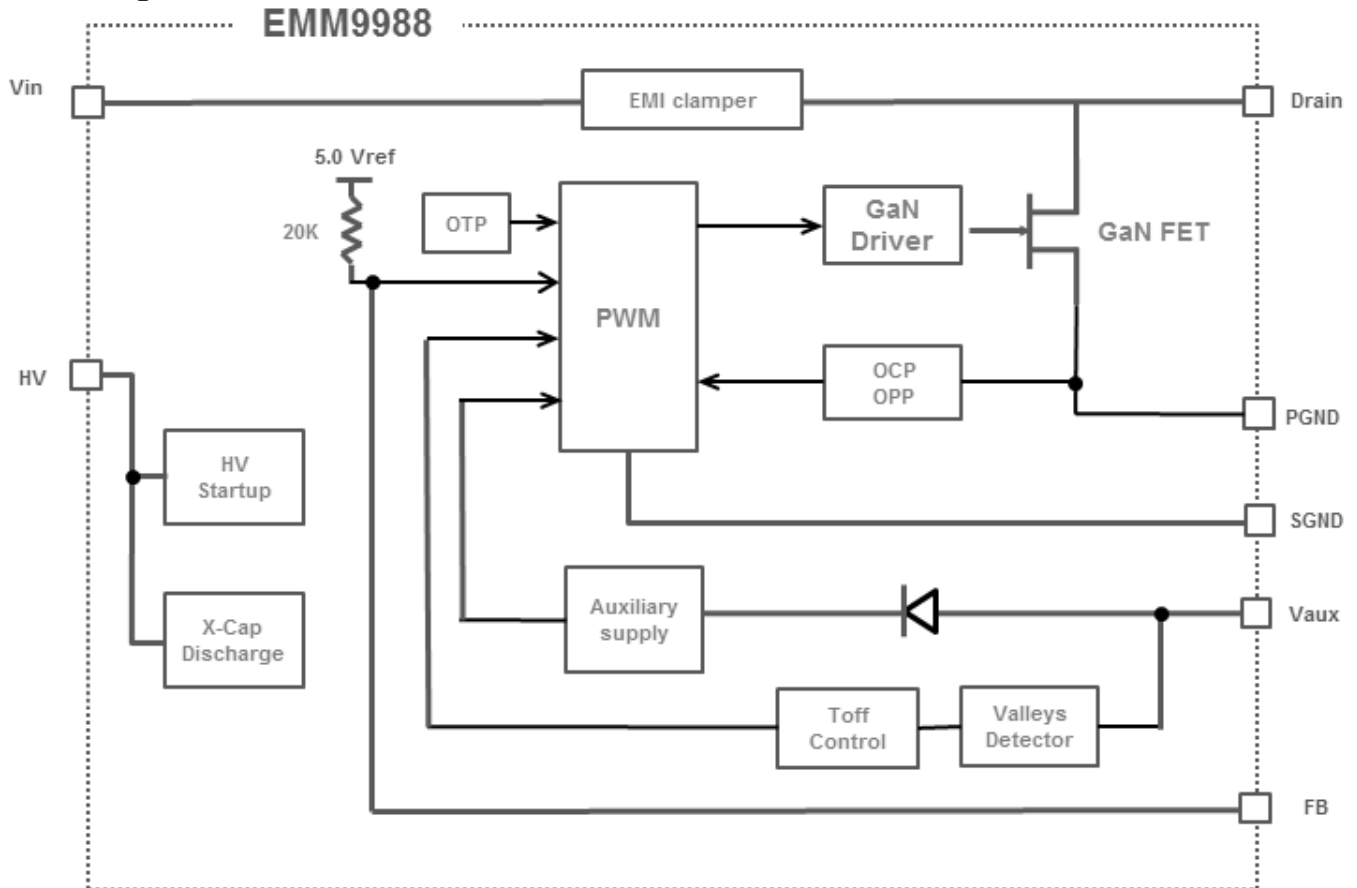 EMM9988
Vin
EMI clamper
Drain
5.0 Vref
20K
OTP
PWM
GaN
Driver
GaN FET
HV
OCP
OPP
PGND
HV
Startup
SGND
X-Cap
Discharge
Auxiliary
supply
Vaux
Toff
Control
Valleys
Detector
FB